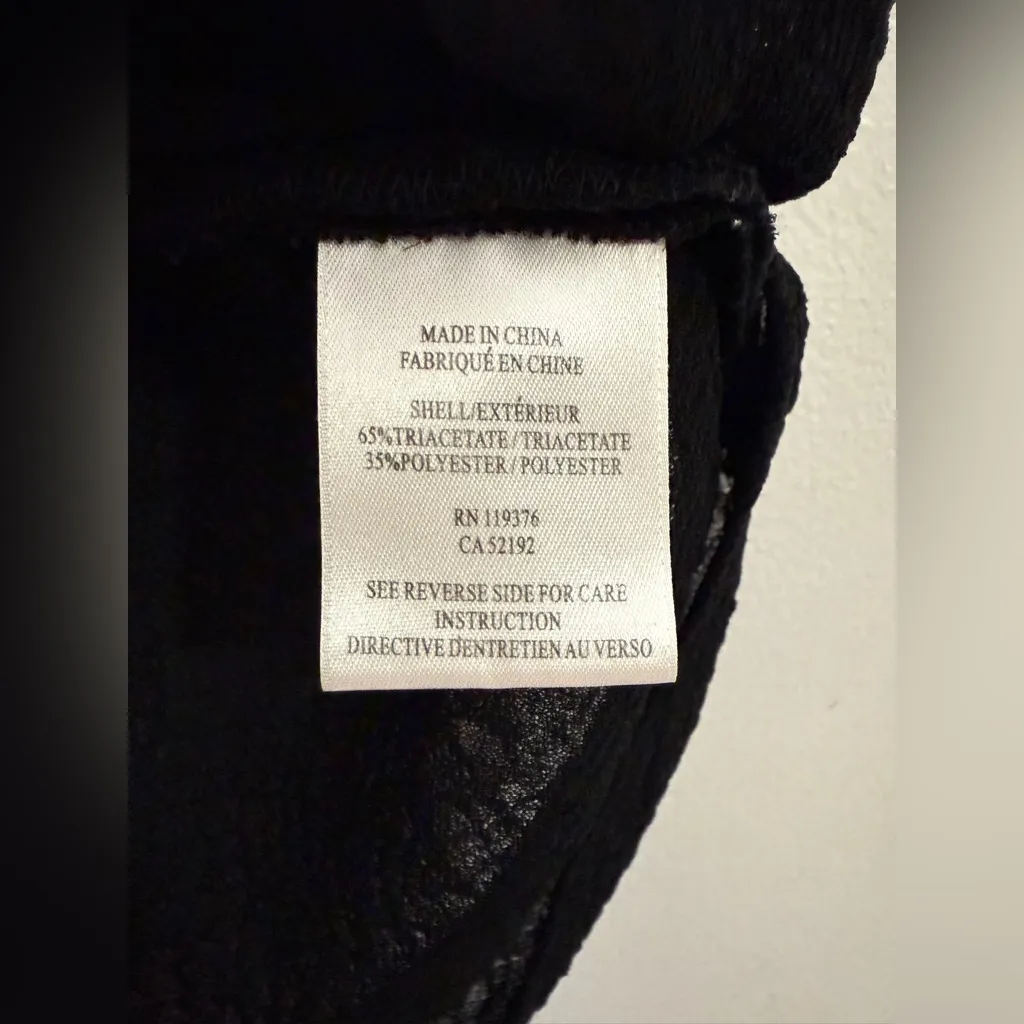 MADE IN CHINA
FABRIQUÉ EN CHINE
SHELL/EXTÉRIEUR
65%TRIACETATE / TRIACETATE
35%POLYESTER / POLYESTER
RN 119376
CA 52192
SEE REVERSE SIDE FOR CARE
INSTRUCTION
DIRECTIVE D'ENTRETIEN AU VERSO